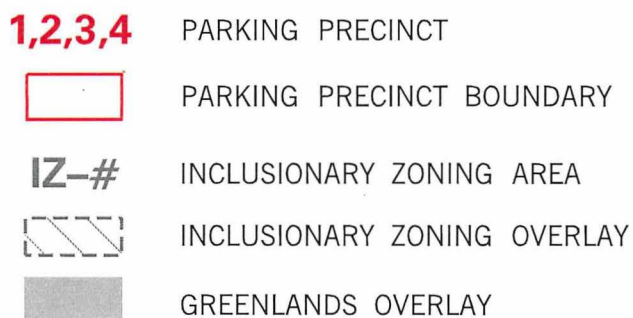 1,2,3,4 PARKING PRECINCT
PARKING PRECINCT BOUNDARY
IZ–# INCLUSIONARY ZONING AREA
INCLUSIONARY ZONING OVERLAY
GREENLANDS OVERLAY